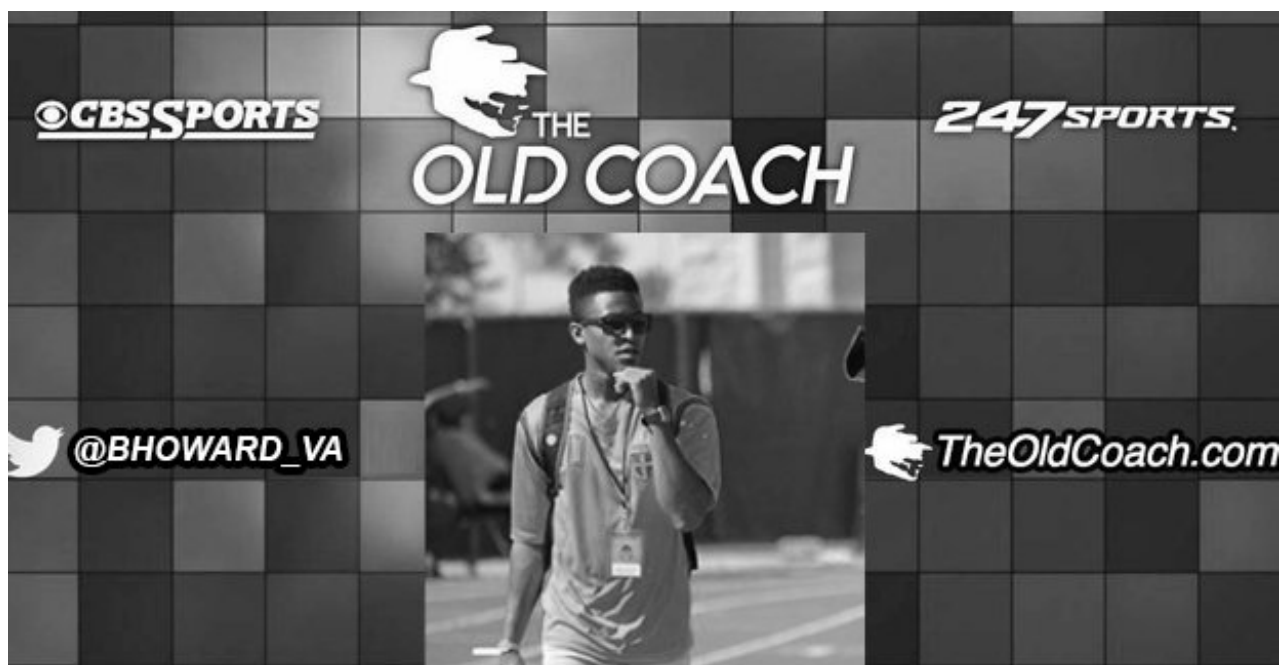 CBS SPORTS
THE
OLD COACH
247SPORTS.
@BHOWARD_VA
TheOldCoach.com